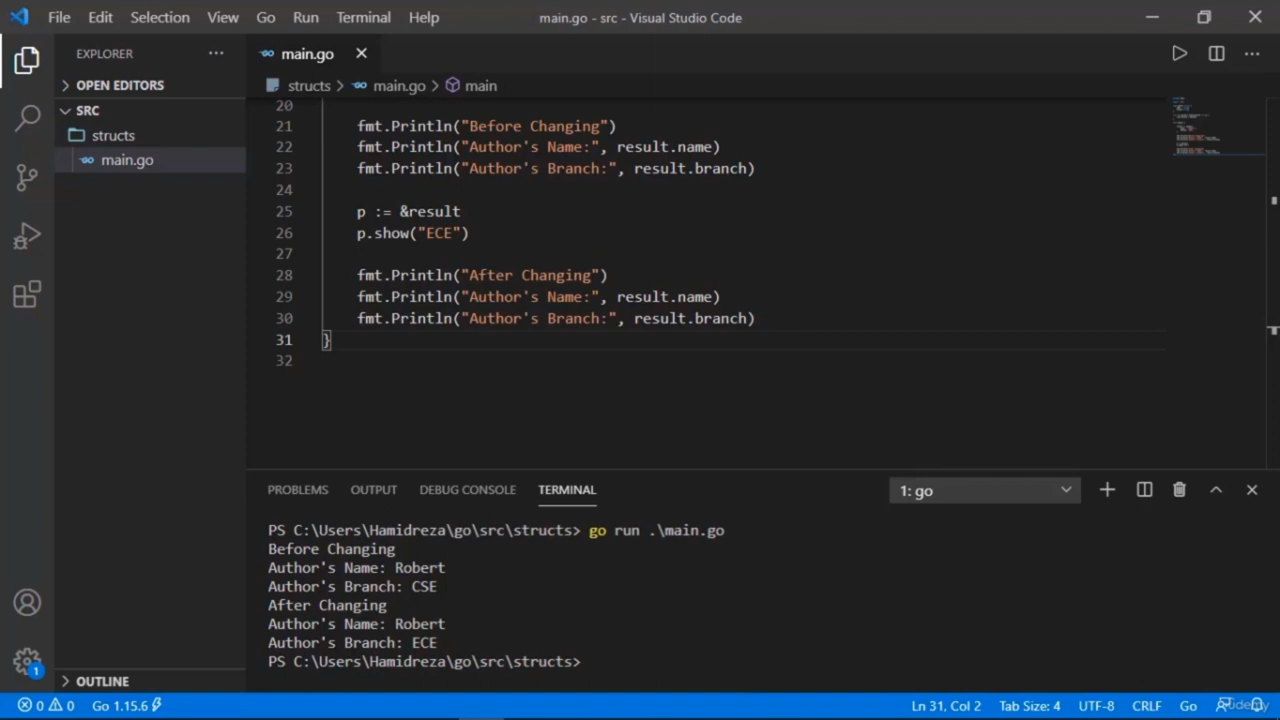 File Edit Selection View Go Run Terminal Help main.go - src - Visual Studio Code
EXPLORER ··· main.go
OPEN EDITORS structs > main.go > main
SRC
structs
main.go
20
21 fmt.Println("Before Changing")
22 fmt.Println("Author's Name:", result.name)
23 fmt.Println("Author's Branch:", result.branch)
24
25 p := &result
26 p.show("ECE")
27
28 fmt.Println("After Changing")
29 fmt.Println("Author's Name:", result.name)
30 fmt.Println("Author's Branch:", result.branch)
31 }
32
PROBLEMS OUTPUT DEBUG CONSOLE TERMINAL 1: go
PS C:\Users\Hamidreza\go\src\structs> go run .\main.go
Before Changing
Author's Name: Robert
Author's Branch: CSE
After Changing
Author's Name: Robert
Author's Branch: ECE
PS C:\Users\Hamidreza\go\src\structs>
1
OUTLINE
0 0 Go 1.15.6 Ln 31, Col 2 Tab Size: 4 UTF-8 CRLF Go